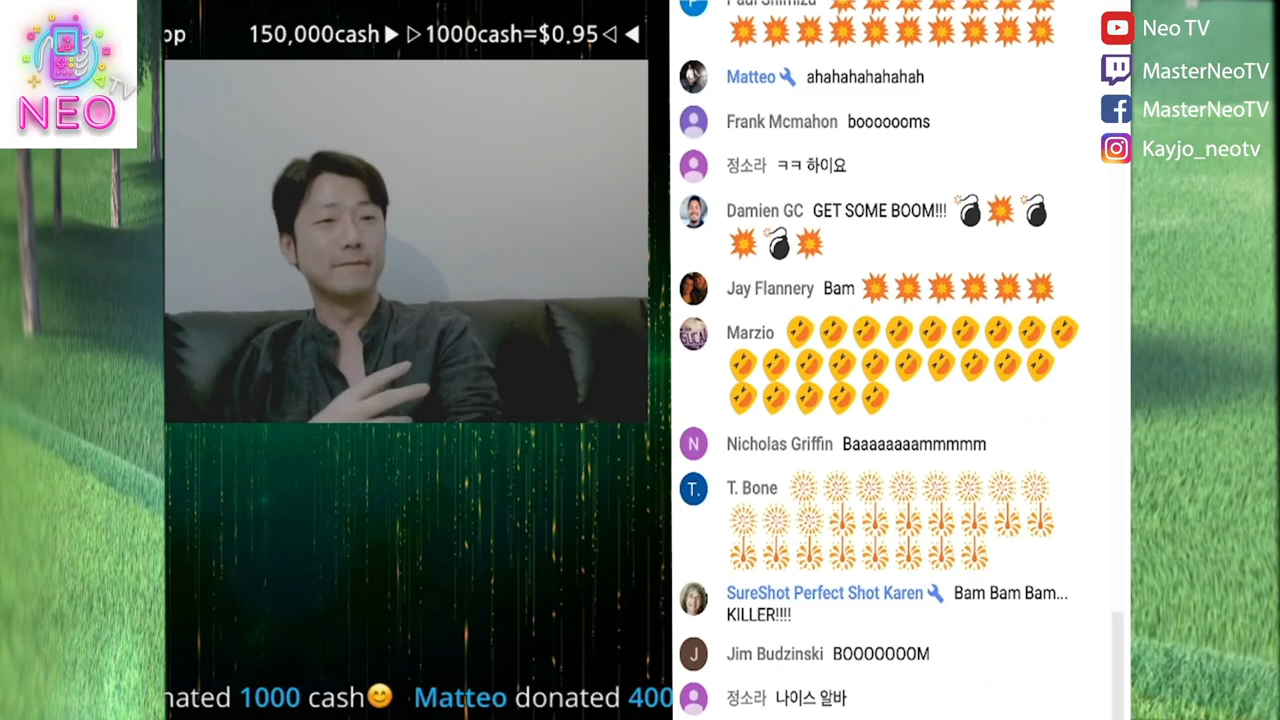 op 150,000cash▶ ▷1000cash=$0.95◁ ◀
NEO TV
Paul Shimizu 💥💥💥💥💥💥💥
💥💥💥💥💥💥💥💥💥💥
Matteo🔧 ahahahahahahah
Frank Mcmahon booooooms
정소라 ㅋㅋ 하이요
Damien GC GET SOME BOOM!!! 💣💥💣
💥💣💥
Jay Flannery Bam 💥💥💥💥💥💥
Marzio 🤣🤣🤣🤣🤣🤣🤣🤣🤣
🤣🤣🤣🤣🤣🤣🤣🤣🤣🤣
🤣🤣🤣🤣🤣
N Nicholas Griffin Baaaaaaaammmmm
T. T. Bone 🎆🎆🎆🎆🎆🎆🎆🎆
🎆🎆🎆🎇🎇🎇🎇🎇🎇🎇
🎇🎇🎇🎇🎇🎇🎇🎇
SureShot Perfect Shot Karen🔧 Bam Bam Bam...
KILLER!!!!
J Jim Budzinski BOOOOOOOM
정소라 나이스 알바
nated 1000 cash😊 Matteo donated 400
Neo TV
MasterNeoTV
MasterNeoTV
Kayjo_neotv